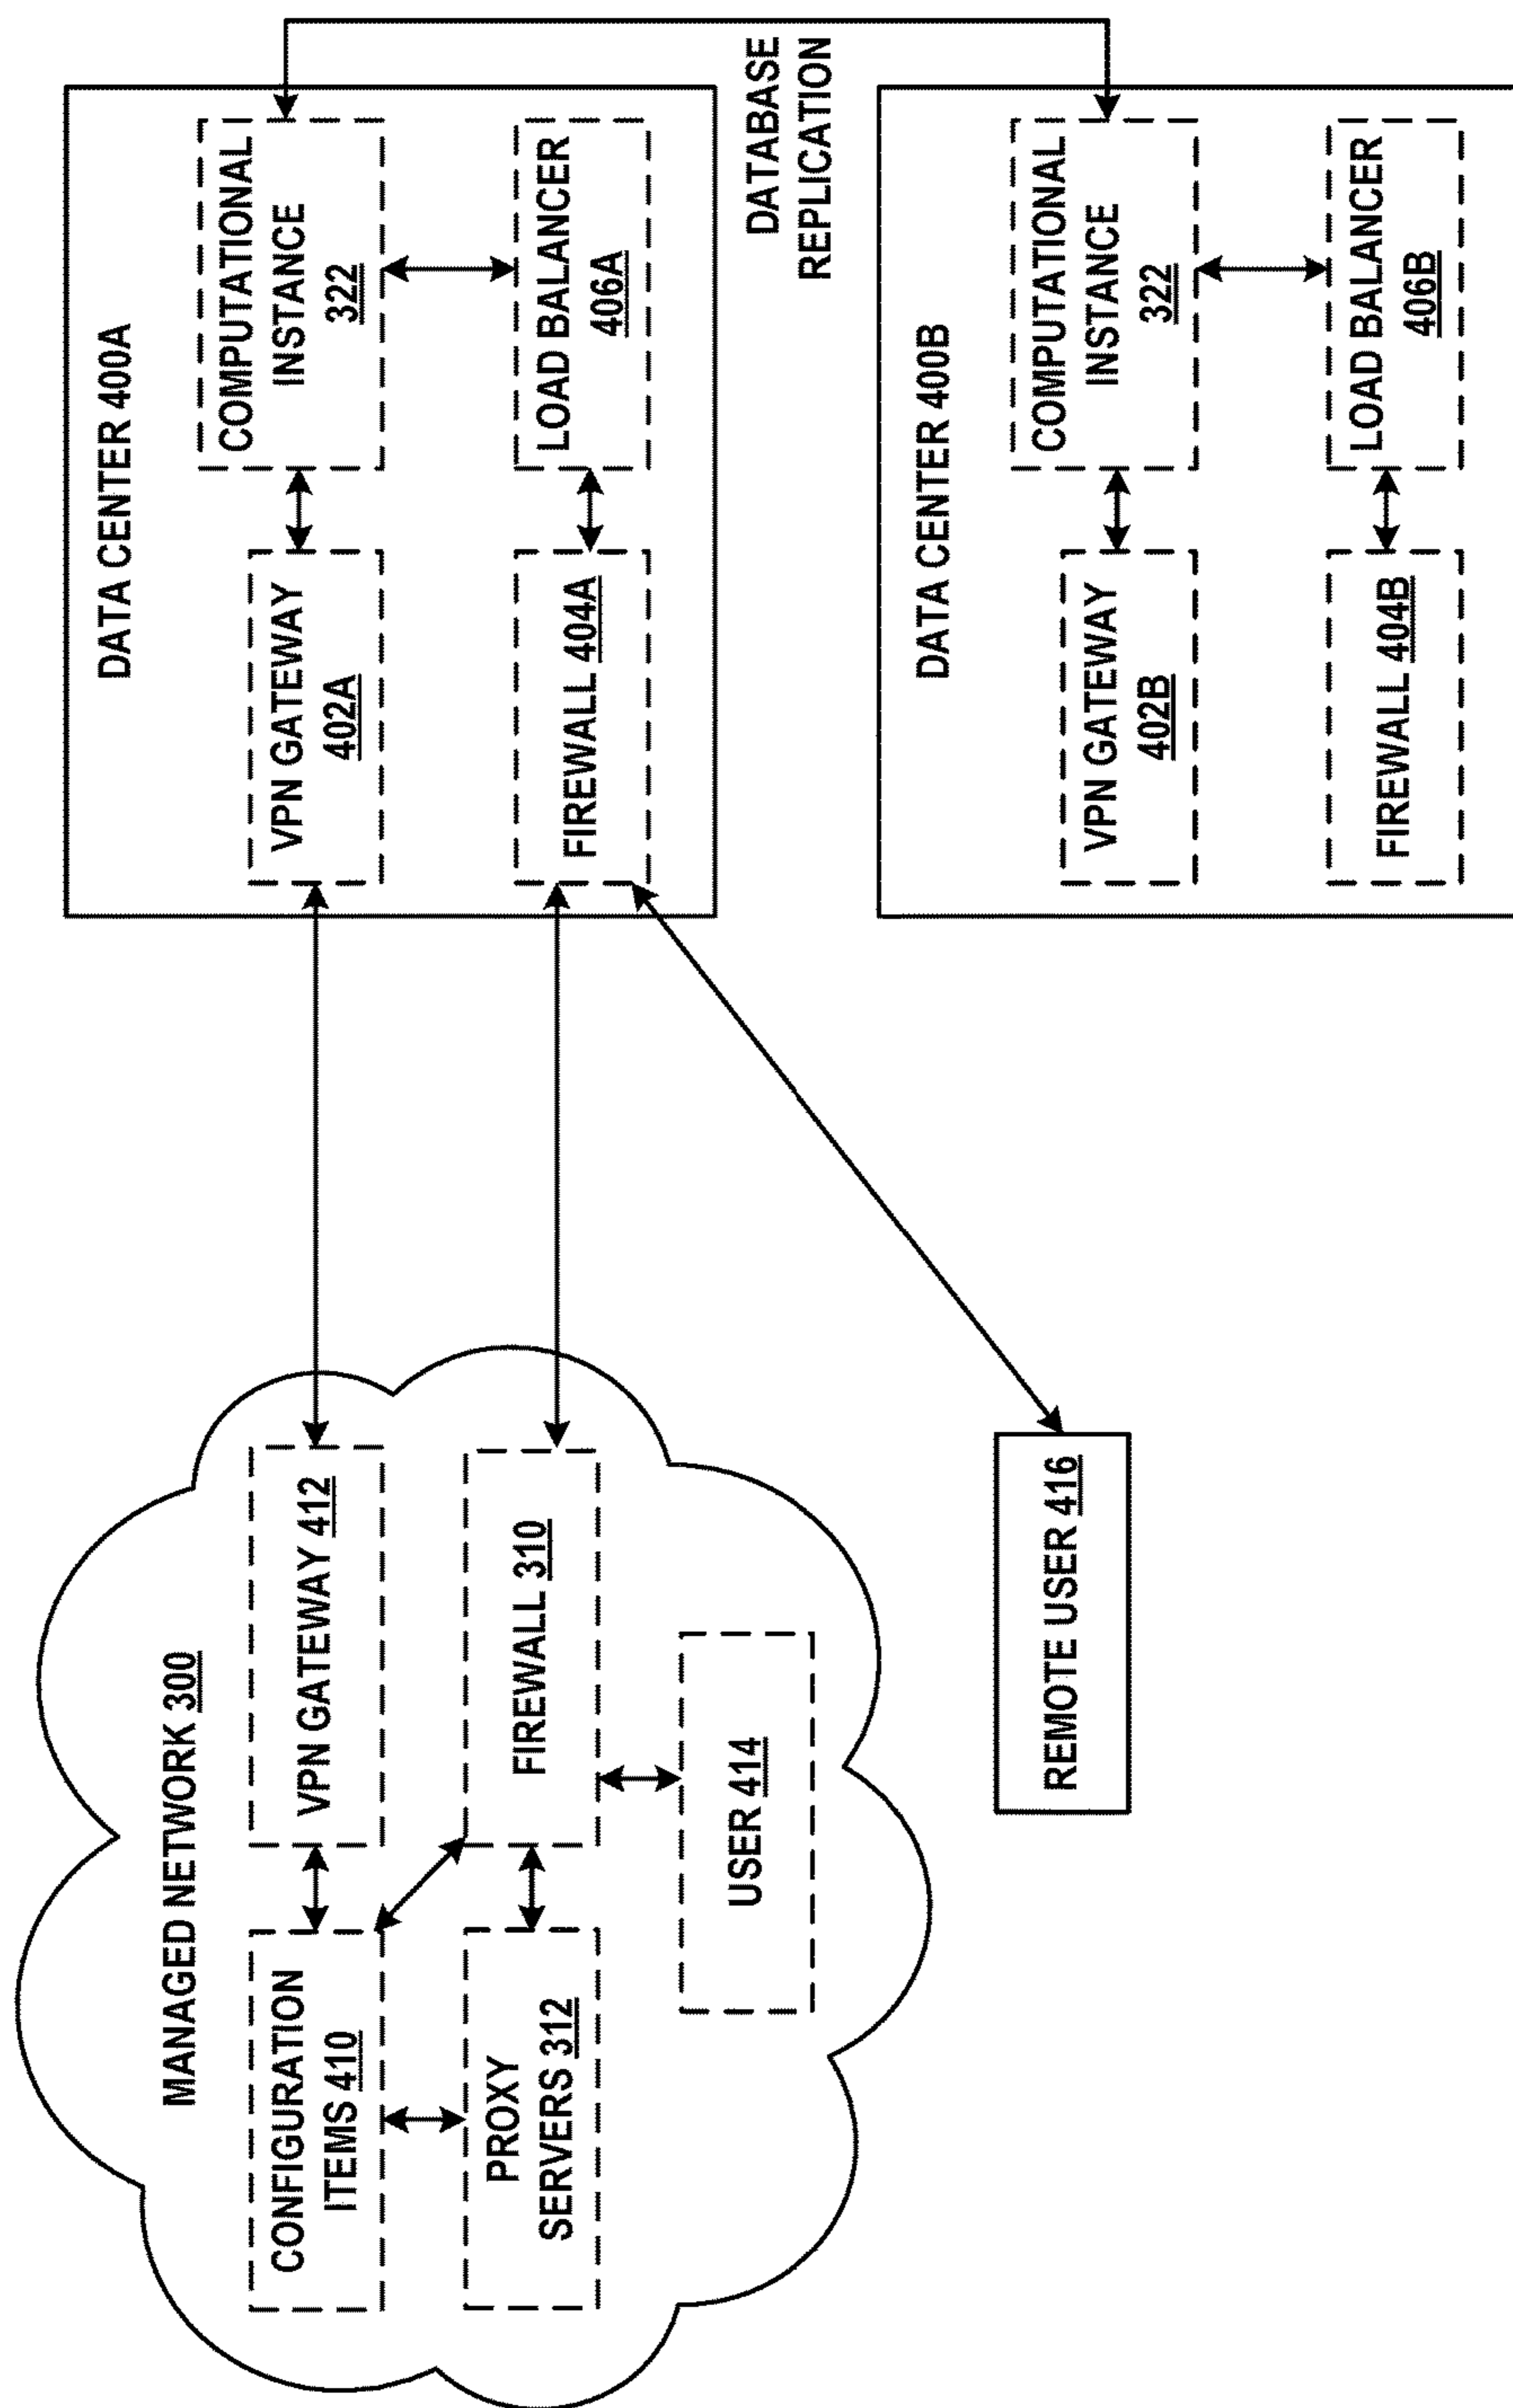 MANAGED NETWORK 300
CONFIGURATION
ITEMS 410
VPN GATEWAY 412
PROXY
SERVERS 312
FIREWALL 310
USER 414
REMOTE USER 416
DATA CENTER 400A
VPN GATEWAY
402A
COMPUTATIONAL
INSTANCE
322
FIREWALL 404A
LOAD BALANCER
406A
DATABASE
REPLICATION
DATA CENTER 400B
VPN GATEWAY
402B
COMPUTATIONAL
INSTANCE
322
FIREWALL 404B
LOAD BALANCER
406B